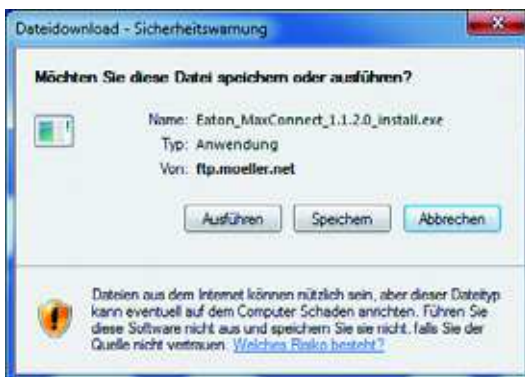 Dateidownload - Sicherheitswarnung
Möchten Sie diese Datei speichern oder ausführen?
Name: Eaton_MaxConnect_1.1.2.0_install.exe
Typ: Anwendung
Von: ftp.moeller.net
Ausführen Speichern Abbrechen
Dateien aus dem Internet können nützlich sein, aber dieser Dateityp
kann eventuell auf dem Computer Schaden anrichten. Führen Sie
diese Software nicht aus und speichern Sie sie nicht, falls Sie der
Quelle nicht vertrauen. Welches Risiko besteht?